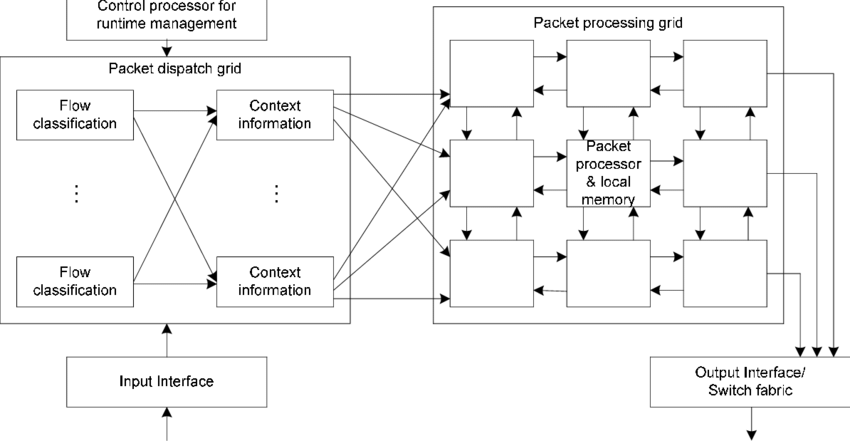 Control processor for
runtime management
Packet dispatch grid
Flow
classification
Context
information
⋮
⋮
Flow
classification
Context
information
Input Interface
Packet processing grid
Packet
processor
& local
memory
Output Interface/
Switch fabric